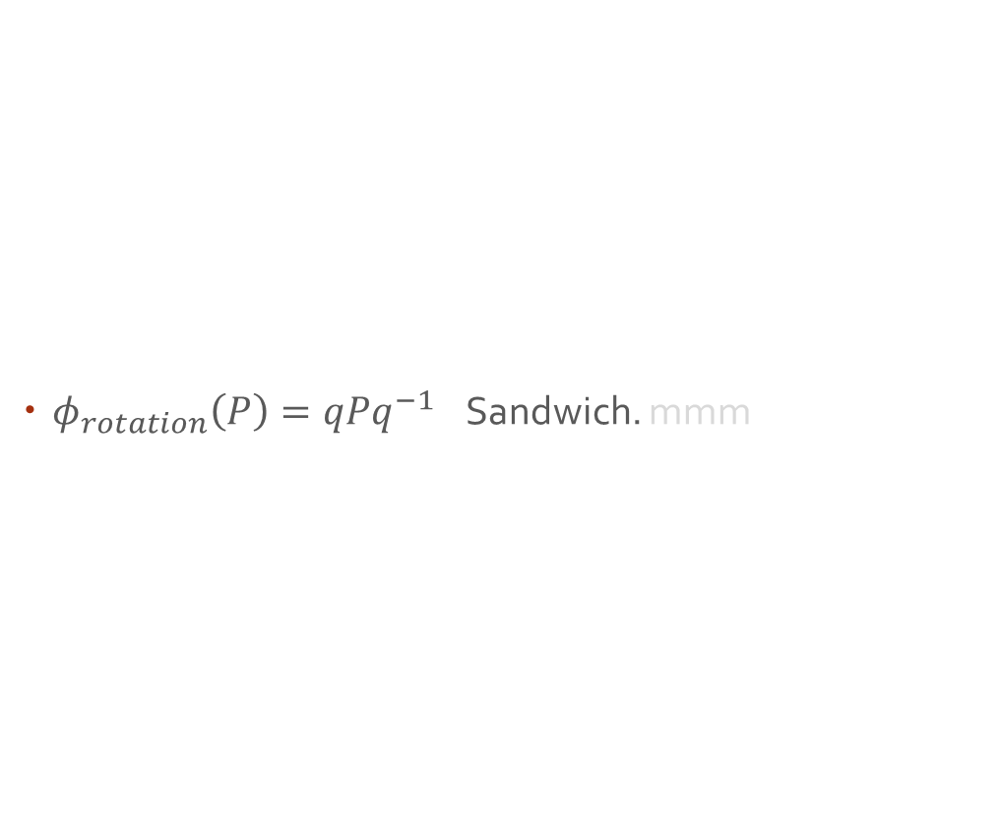 • ϕ_rotation(P) = qPq⁻¹ Sandwich. mmm